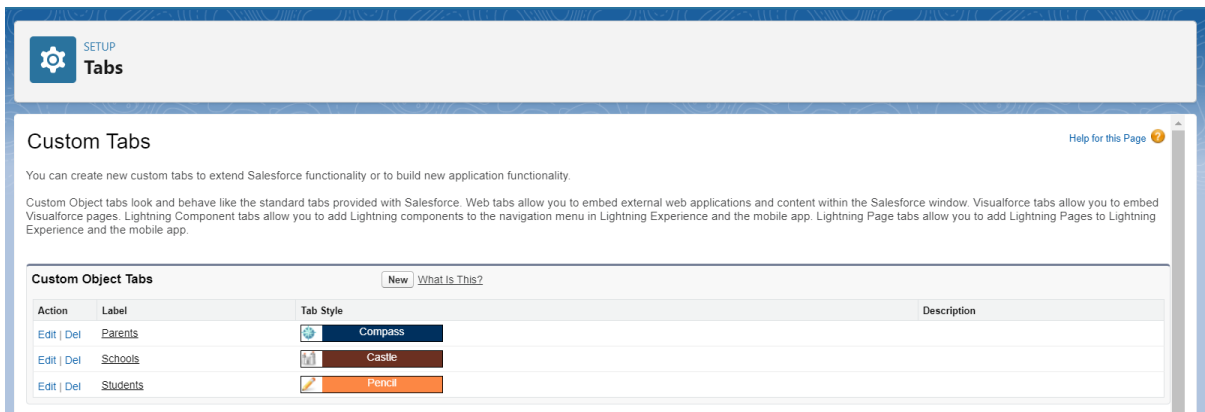 SETUP
Tabs
Custom Tabs
Help for this Page
You can create new custom tabs to extend Salesforce functionality or to build new application functionality.
Custom Object tabs look and behave like the standard tabs provided with Salesforce. Web tabs allow you to embed external web applications and content within the Salesforce window. Visualforce tabs allow you to embed
Visualforce pages. Lightning Component tabs allow you to add Lightning components to the navigation menu in Lightning Experience and the mobile app. Lightning Page tabs allow you to add Lightning Pages to Lightning
Experience and the mobile app.
Custom Object Tabs New What Is This?
Action Label Tab Style Description
Edit | Del Parents Compass
Edit | Del Schools Castle
Edit | Del Students Pencil